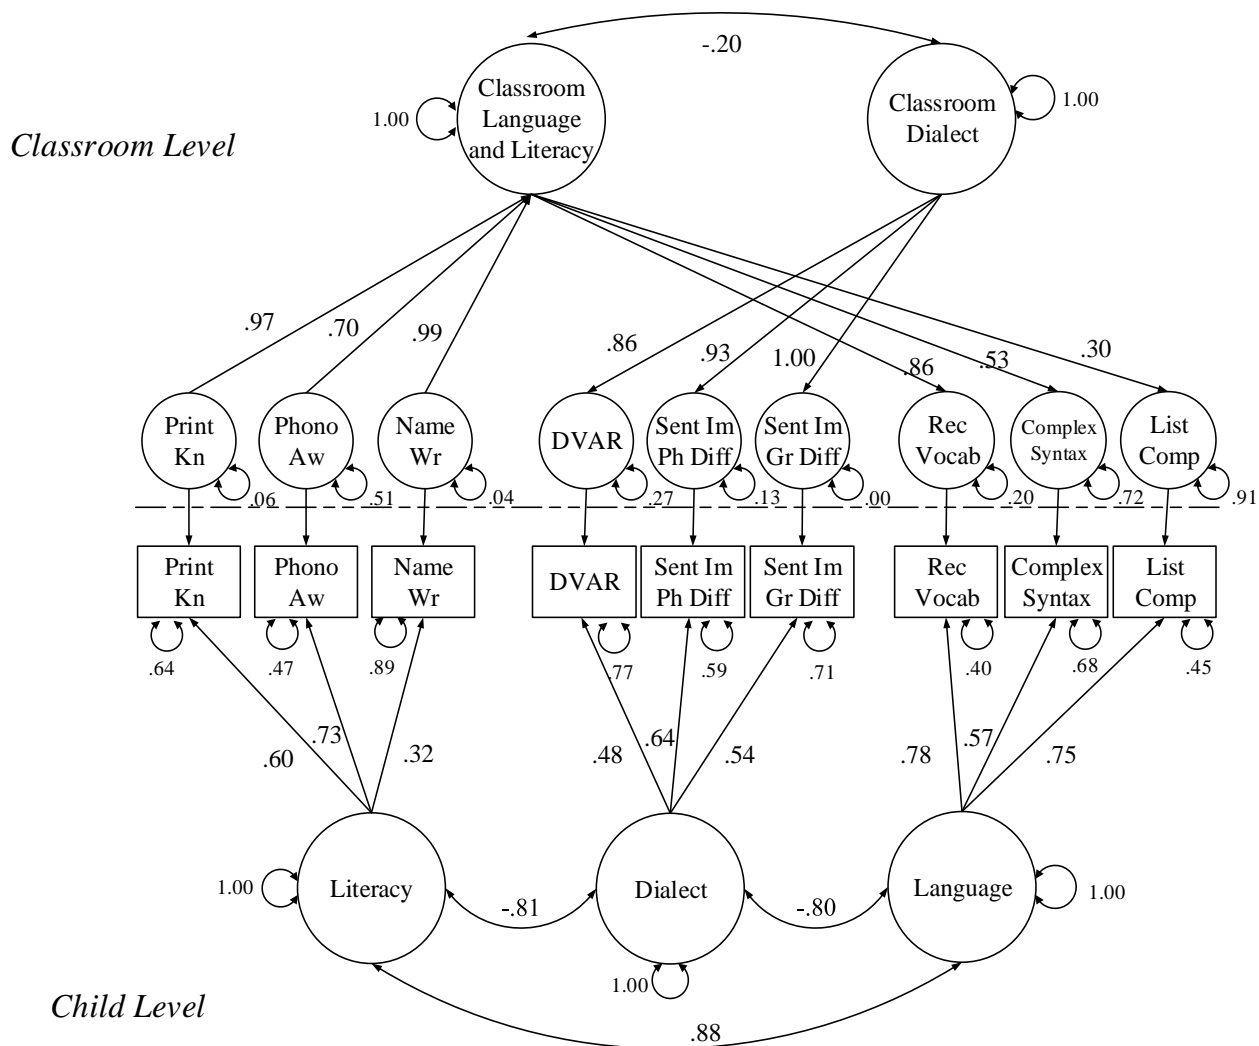 -.20
Classroom
Language
and Literacy
1.00
Classroom
Dialect
1.00
Classroom Level
.97
.70
.99
.86
.93
1.00
.86
.53
.30
Print
Kn
.06
Phono
Aw
.51
Name
Wr
.04
DVAR
.27
Sent Im
Ph Diff
.13
Sent Im
Gr Diff
.00
Rec
Vocab
.20
Complex
Syntax
.72
List
Comp
.91
Print
Kn
Phono
Aw
Name
Wr
DVAR
Sent Im
Ph Diff
Sent Im
Gr Diff
Rec
Vocab
Complex
Syntax
List
Comp
.64
.47
.89
.77
.59
.71
.40
.68
.45
.60
.73
.32
.48
.64
.54
.78
.57
.75
1.00
Literacy
-.81
Dialect
1.00
-.80
Language
1.00
Child Level
.88